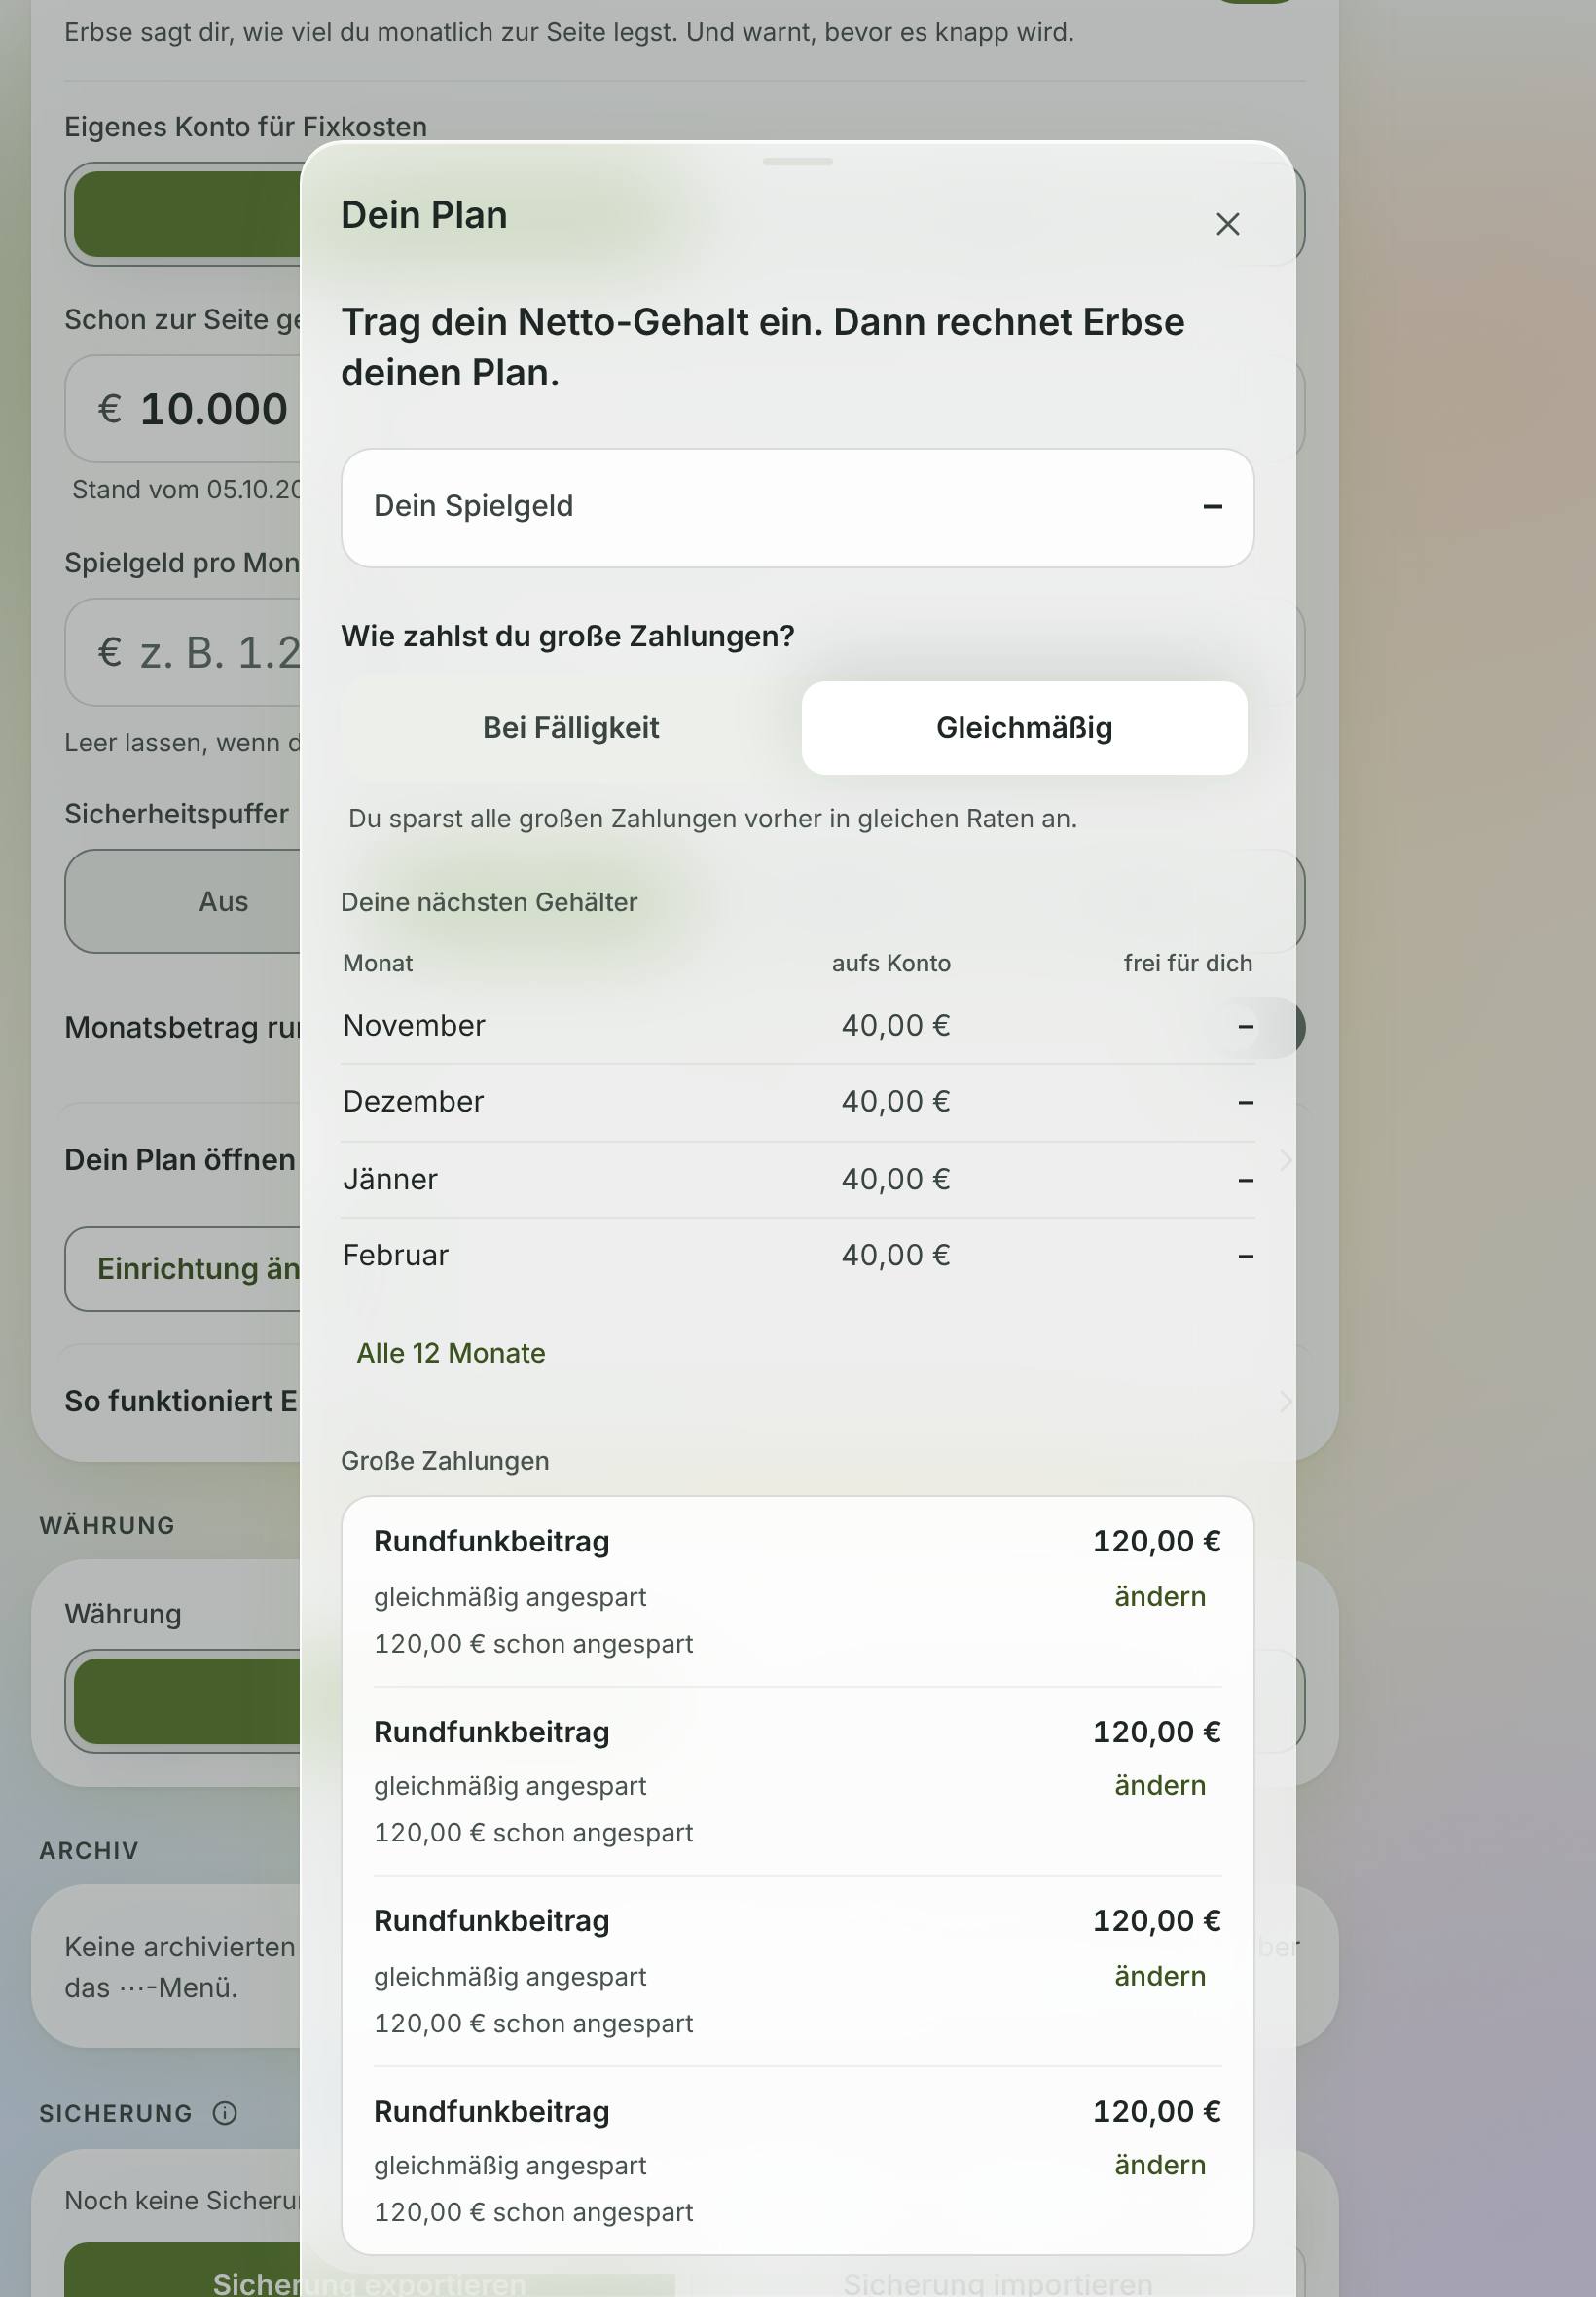 Erbse sagt dir, wie viel du monatlich zur Seite legst. Und warnt, bevor es knapp wird.
Eigenes Konto für Fixkosten
Schon zur Seite ge
€ 10.000
Stand vom 05.10.20
Spielgeld pro Mon
€ z. B. 1.2
Leer lassen, wenn d
Sicherheitspuffer
Aus
Monatsbetrag ru
Dein Plan öffnen
Einrichtung än
So funktioniert E
WÄHRUNG
Währung
ARCHIV
Keine archivierten
ber
das ···-Menü.
SICHERUNG
Noch keine Sicheru
Sicherung exportieren
Sicherung importieren
Dein Plan
Trag dein Netto-Gehalt ein. Dann rechnet Erbse
deinen Plan.
Dein Spielgeld –
Wie zahlst du große Zahlungen?
Bei Fälligkeit Gleichmäßig
Du sparst alle großen Zahlungen vorher in gleichen Raten an.
Deine nächsten Gehälter
Monat aufs Konto frei für dich
November 40,00 € –
Dezember 40,00 € –
Jänner 40,00 € –
Februar 40,00 € –
Alle 12 Monate
Große Zahlungen
Rundfunkbeitrag 120,00 €
gleichmäßig angespart ändern
120,00 € schon angespart
Rundfunkbeitrag 120,00 €
gleichmäßig angespart ändern
120,00 € schon angespart
Rundfunkbeitrag 120,00 €
gleichmäßig angespart ändern
120,00 € schon angespart
Rundfunkbeitrag 120,00 €
gleichmäßig angespart ändern
120,00 € schon angespart